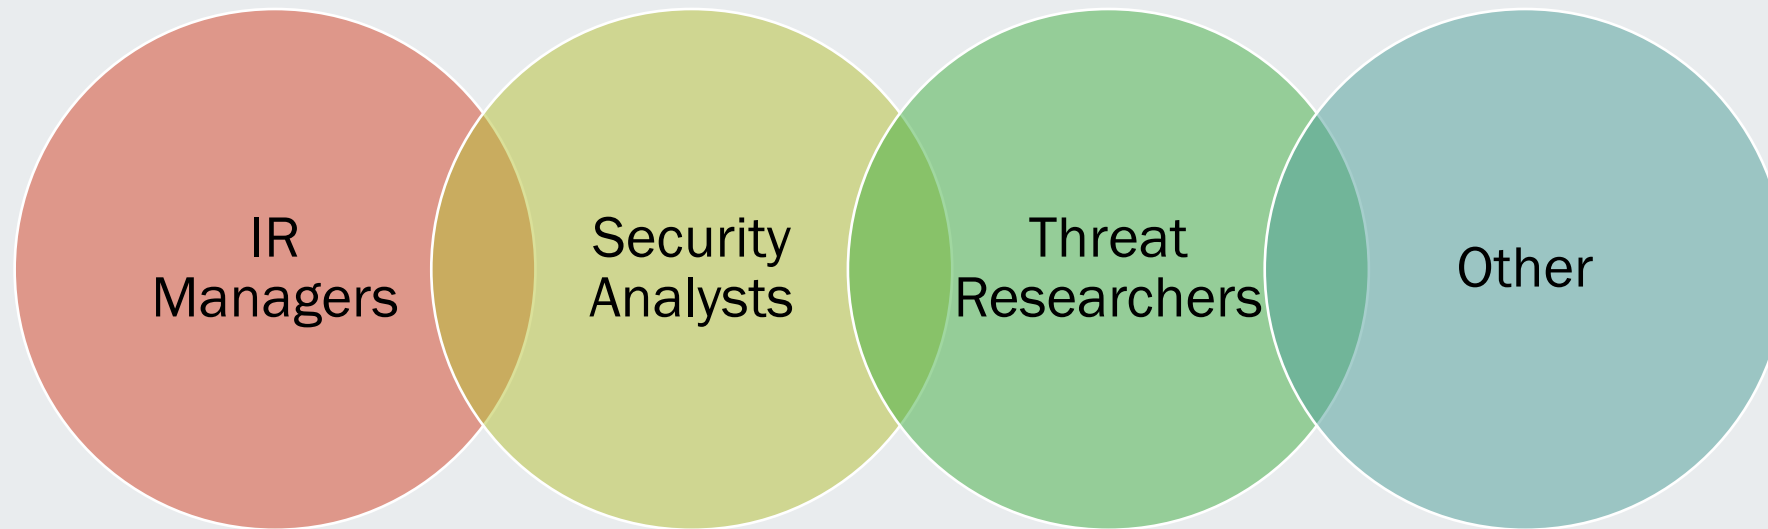 IR
Managers
Security
Analysts
Threat
Researchers
Other